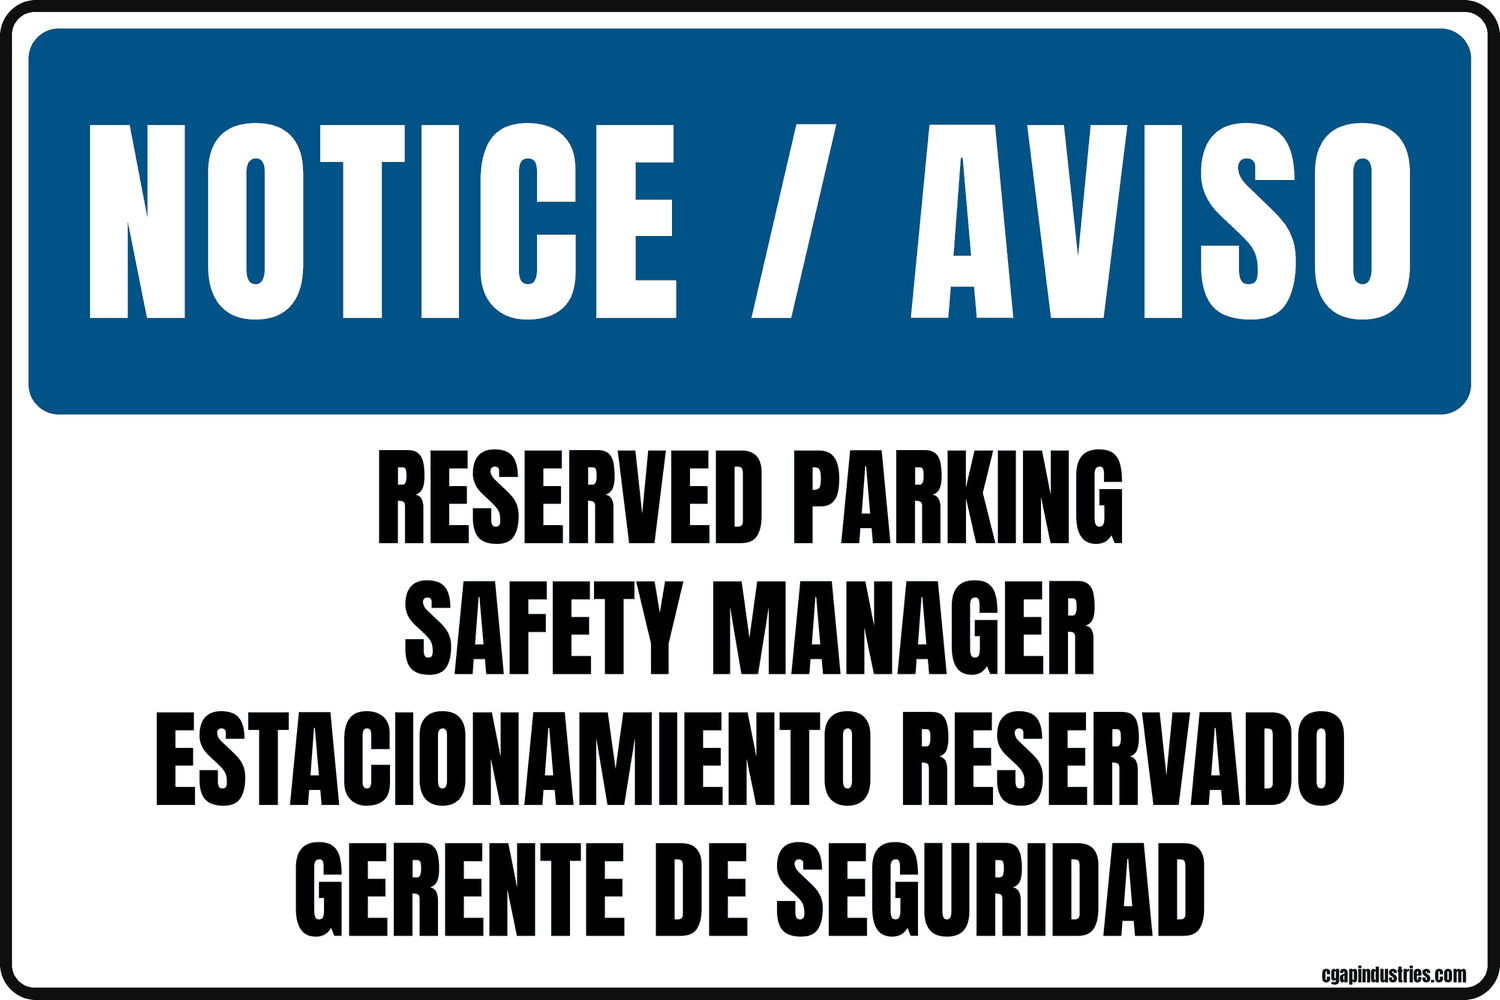 NOTICE / AVISO
RESERVED PARKING
SAFETY MANAGER
ESTACIONAMIENTO RESERVADO
GERENTE DE SEGURIDAD
cgapindustries.com